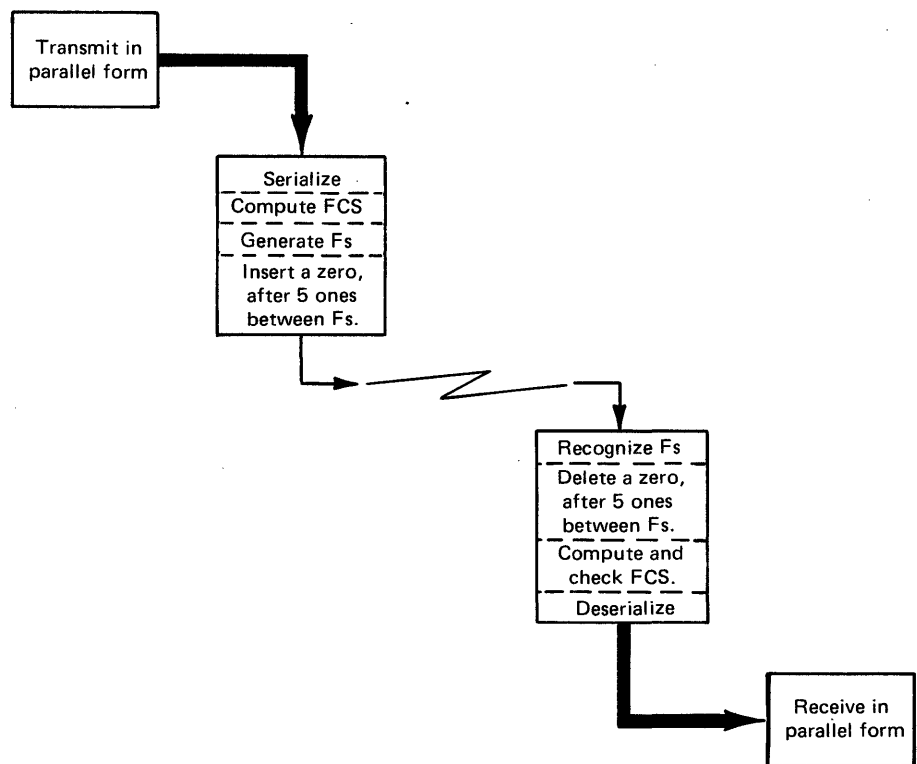 Transmit in
parallel form
Serialize
Compute FCS
Generate Fs
Insert a zero,
after 5 ones
between Fs.
Recognize Fs
Delete a zero,
after 5 ones
between Fs.
Compute and
check FCS.
Deserialize
Receive in
parallel form